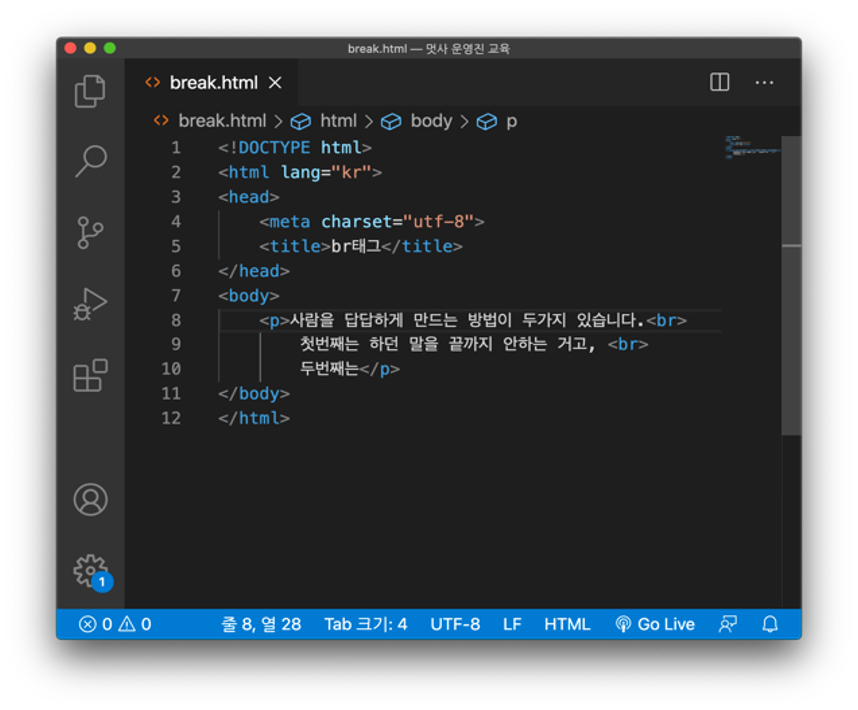 break.html — 멋사 운영진 교육
break.html
break.html > html > body > p
1 <!DOCTYPE html>
2 <html lang="kr">
3 <head>
4 <meta charset="utf-8">
5 <title>br태그</title>
6 </head>
7 <body>
8 <p>사람을 답답하게 만드는 방법이 두가지 있습니다.<br>
9 첫번째는 하던 말을 끝까지 안하는 거고, <br>
10 두번째는</p>
11 </body>
12 </html>
1
0 0 줄 8, 열 28 Tab 크기: 4 UTF-8 LF HTML Go Live